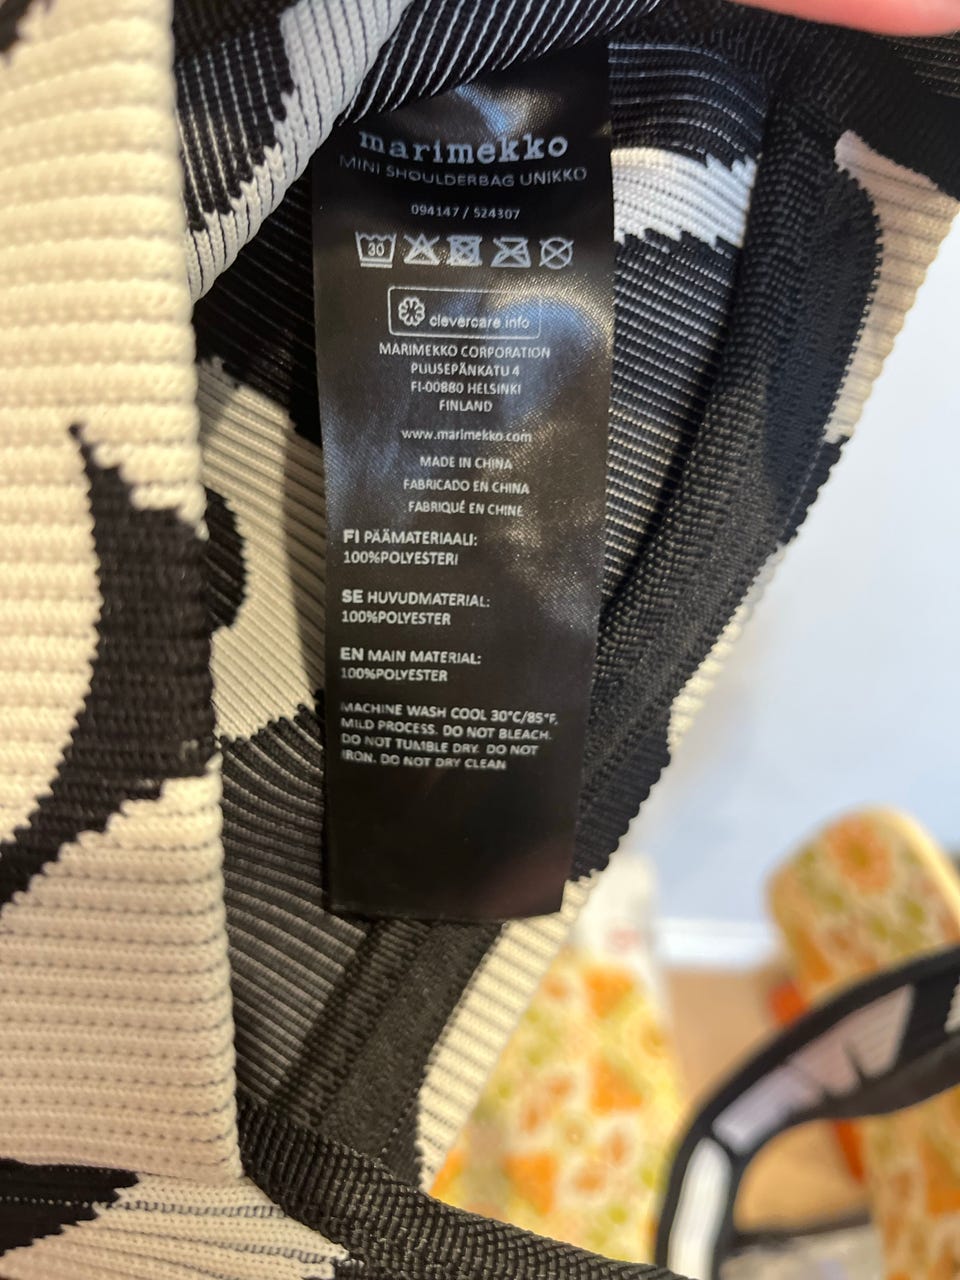 marimekko
MINI SHOULDERBAG UNIKKO
094147 / 524307
30
clevercare.info
MARIMEKKO CORPORATION
PUUSEPÄNKATU 4
FI-00880 HELSINKI
FINLAND
www.marimekko.com
MADE IN CHINA
FABRICADO EN CHINA
FABRIQUÉ EN CHINE
FI PÄÄMATERIAALI:
100%POLYESTERI
SE HUVUDMATERIAL:
100%POLYESTER
EN MAIN MATERIAL:
100%POLYESTER
MACHINE WASH COOL 30°C/85°F.
MILD PROCESS. DO NOT BLEACH.
DO NOT TUMBLE DRY. DO NOT
IRON. DO NOT DRY CLEAN